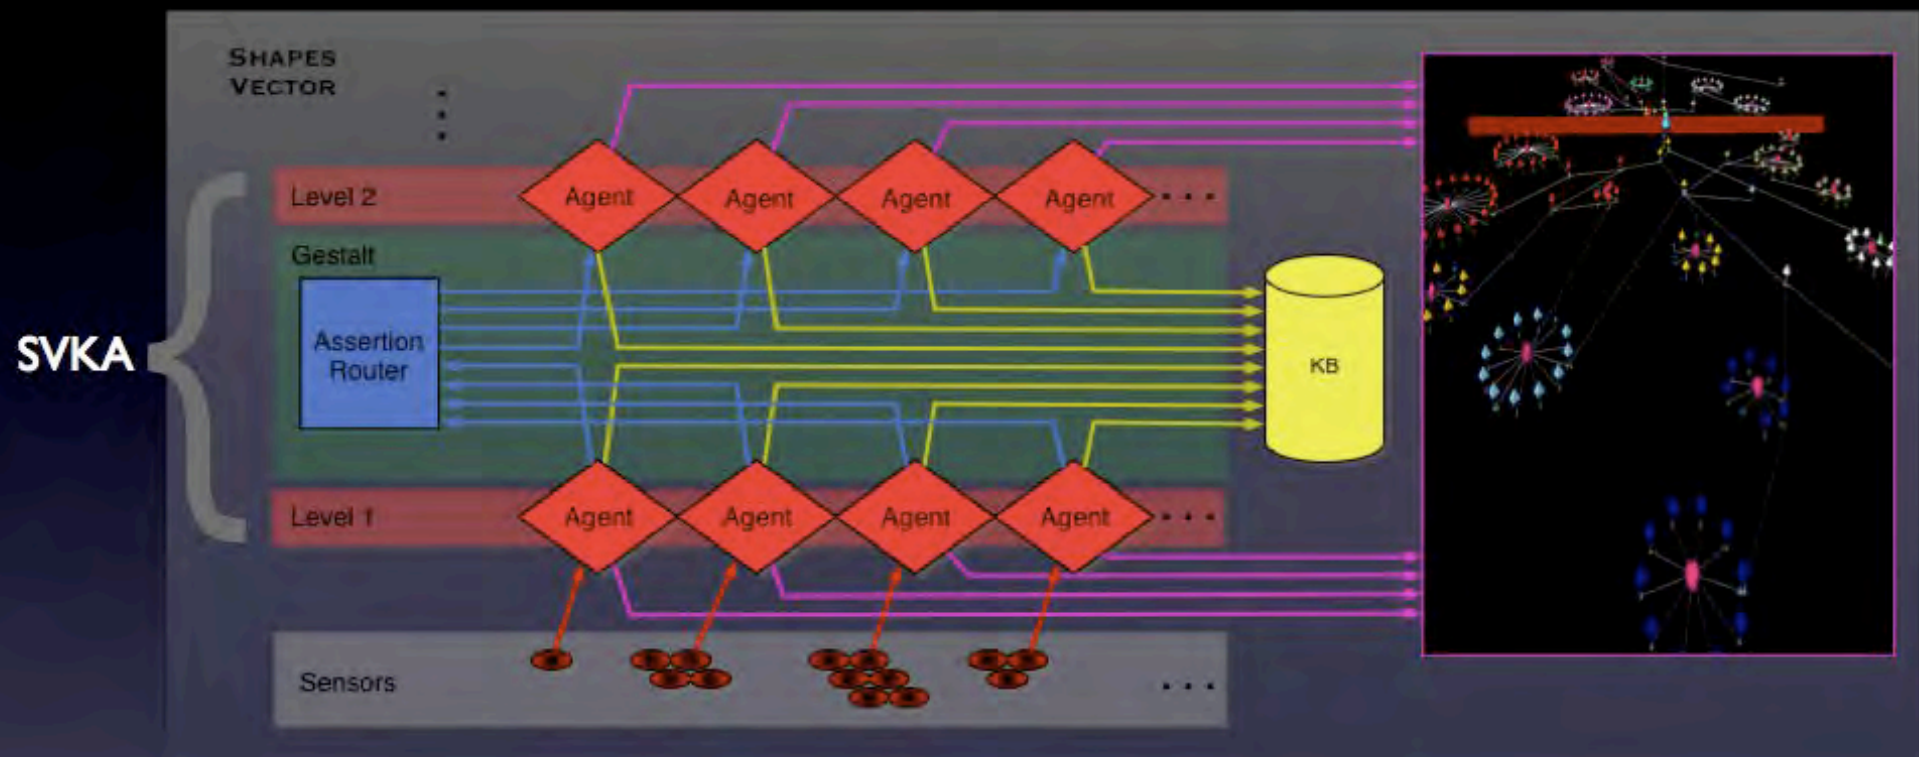 SHAPES
VECTOR
Level 2
Agent
Agent
Agent
Agent
Gestalt
Assertion
Router
SVKA
KB
Level 1
Agent
Agent
Agent
Agent
Sensors